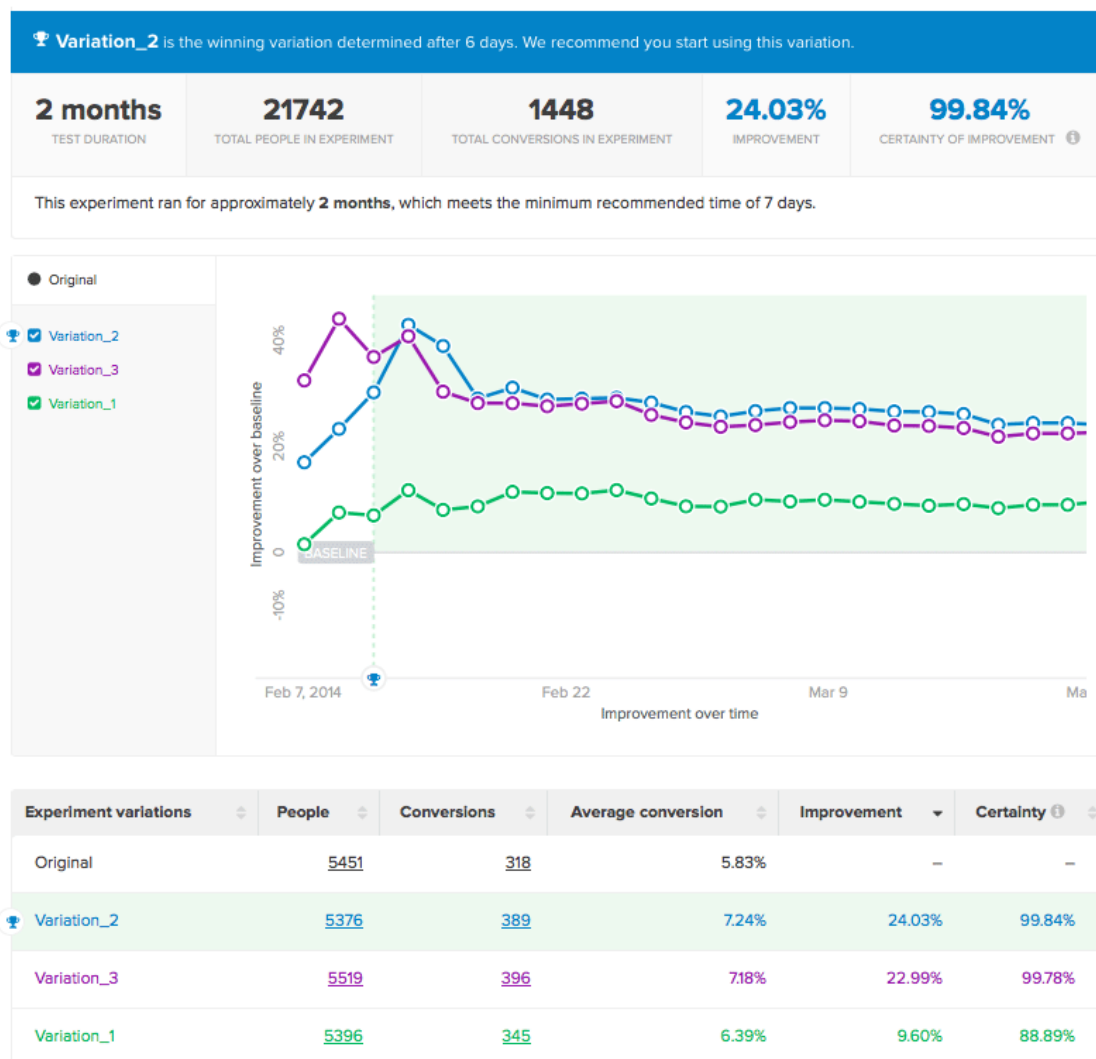 Variation_2 is the winning variation determined after 6 days. We recommend you start using this variation.
2 months 21742 1448 24.03% 99.84%
TEST DURATION TOTAL PEOPLE IN EXPERIMENT TOTAL CONVERSIONS IN EXPERIMENT IMPROVEMENT CERTAINTY OF IMPROVEMENT
This experiment ran for approximately 2 months, which meets the minimum recommended time of 7 days.
Original
Variation_2
Variation_3
Variation_1
Improvement over baseline
40%
20%
0
-10%
BASELINE
Feb 7, 2014 Feb 22 Mar 9 Ma
Improvement over time
Experiment variations People Conversions Average conversion Improvement Certainty
Original 5451 318 5.83% – –
Variation_2 5376 389 7.24% 24.03% 99.84%
Variation_3 5519 396 7.18% 22.99% 99.78%
Variation_1 5396 345 6.39% 9.60% 88.89%